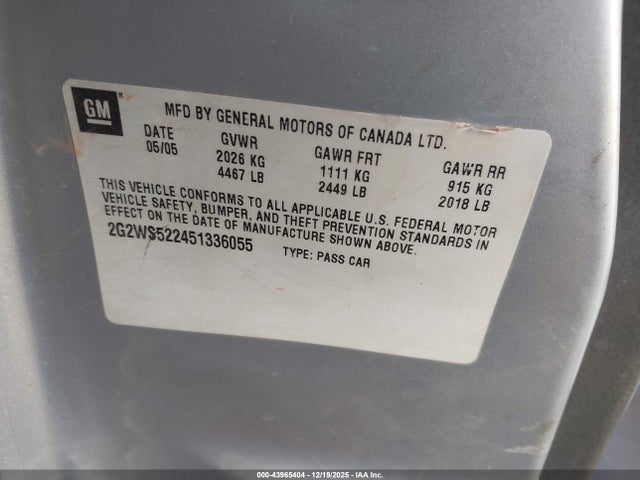 GM
MFD BY GENERAL MOTORS OF CANADA LTD.
DATE GVWR GAWR FRT GAWR RR
05/05 2026 KG 1111 KG 915 KG
4467 LB 2449 LB 2018 LB
THIS VEHICLE CONFORMS TO ALL APPLICABLE U.S. FEDERAL MOTOR
VEHICLE SAFETY, BUMPER, AND THEFT PREVENTION STANDARDS IN
EFFECT ON THE DATE OF MANUFACTURE SHOWN ABOVE.
2G2WS522451336055 TYPE: PASS CAR
000-43965404 - 12/19/2025 - IAA Inc.